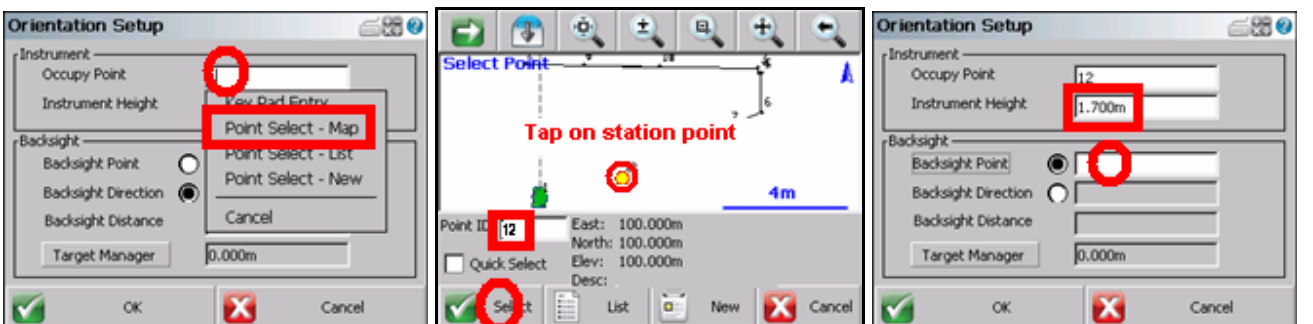 Orientation Setup
Instrument
Occupy Point
Instrument Height
Key Pad Entry
Point Select - Map
Point Select - List
Point Select - New
Cancel
Backsight
Backsight Point
Backsight Direction
Backsight Distance
Target Manager
0.000m
OK
Cancel
Select Point
6
7
Tap on station point
4m
Point ID
12
East: 100.000m
North: 100.000m
Elev: 100.000m
Desc:
Quick Select
Select
List
New
Cancel
Orientation Setup
Instrument
Occupy Point
12
Instrument Height
1.700m
Backsight
Backsight Point
Backsight Direction
Backsight Distance
Target Manager
0.000m
OK
Cancel